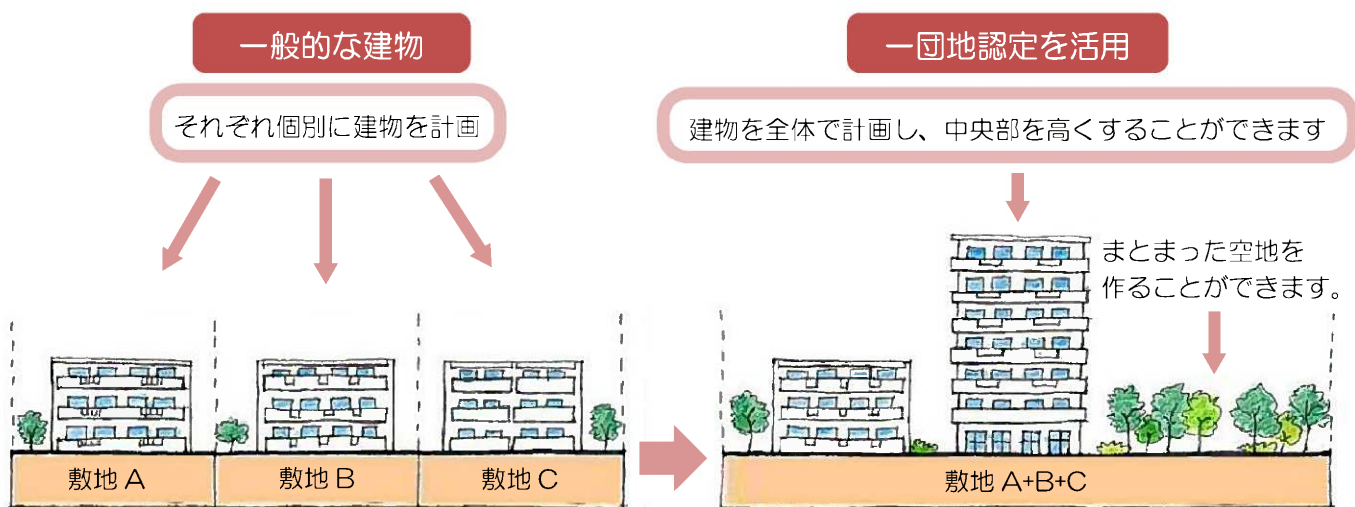 一般的な建物
それぞれ個別に建物を計画
敷地 A
敷地 B
敷地 C
一団地認定を活用
建物を全体で計画し、中央部を高くすることができます
まとまった空地を
作ることができます。
敷地 A+B+C